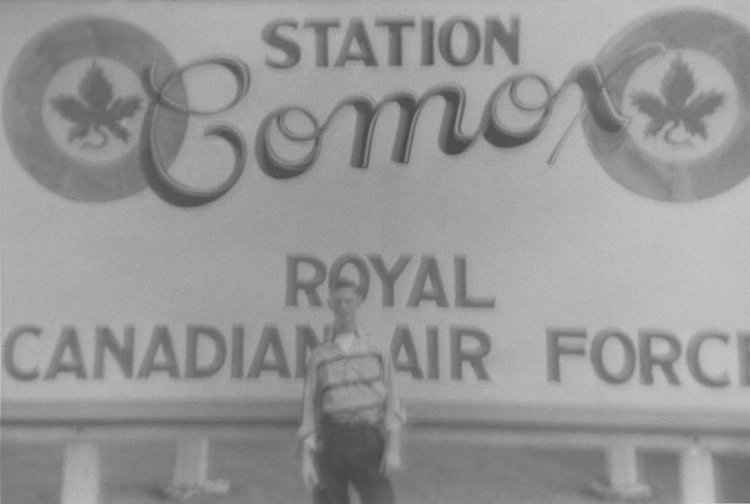 STATION
Comox
ROYAL
CANADIAN AIR FORCE